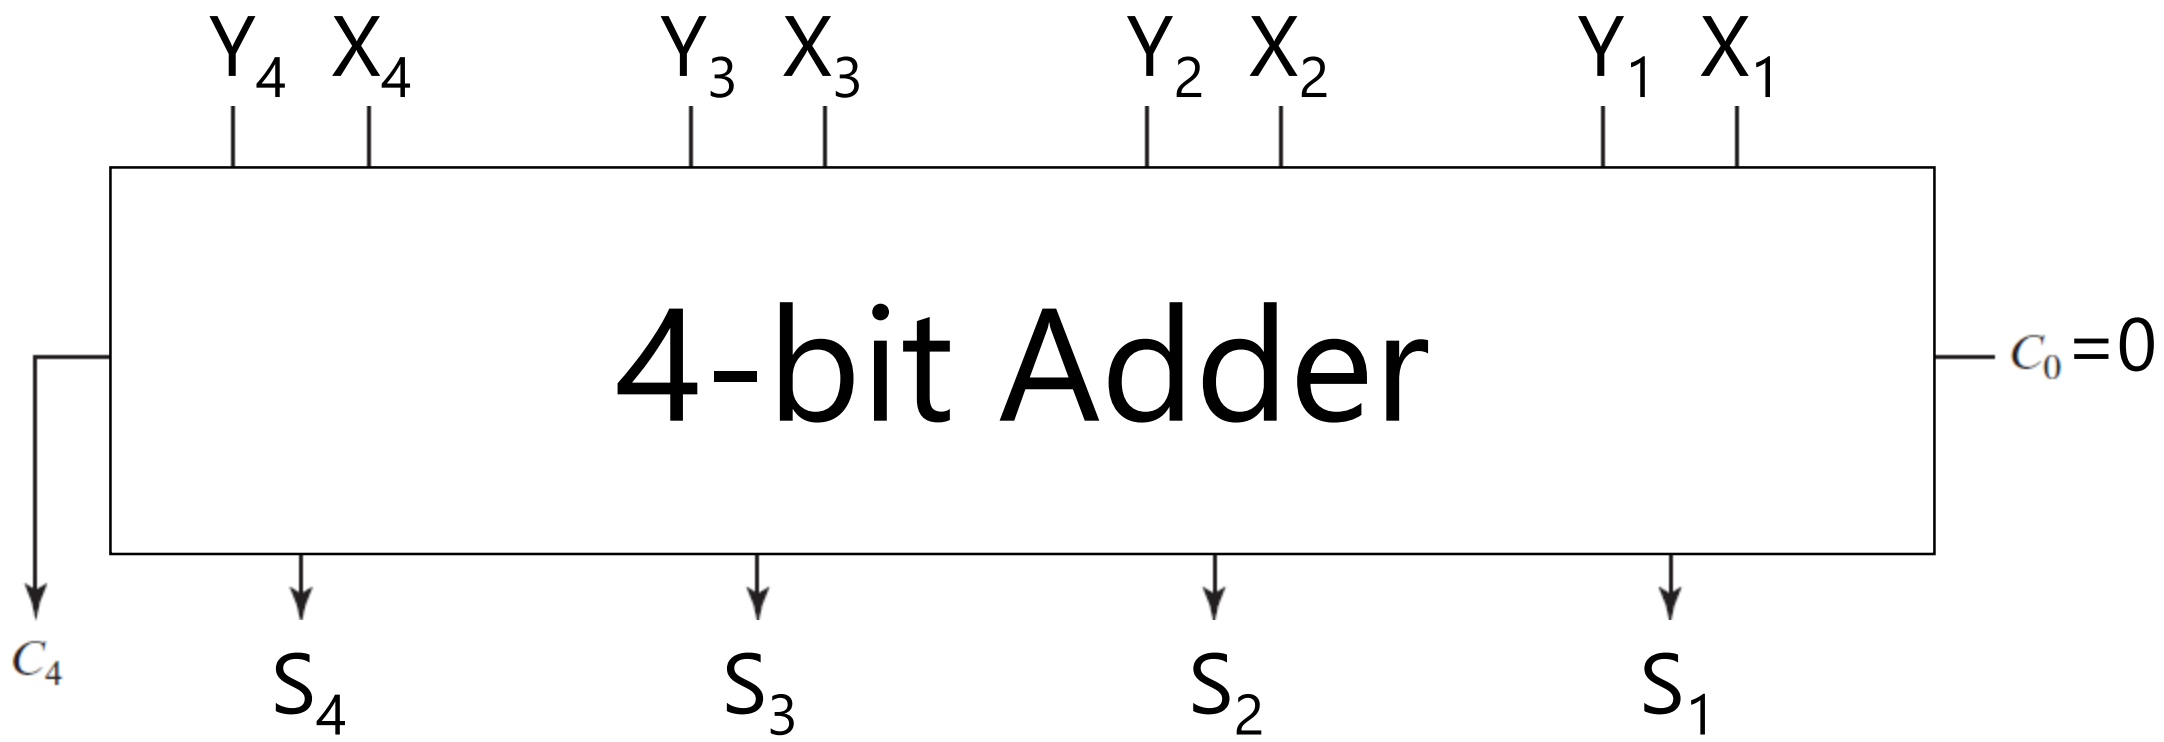 Y₄ X₄ Y₃ X₃ Y₂ X₂ Y₁ X₁
4-bit Adder
C₀ =0
C₄
S₄ S₃ S₂ S₁